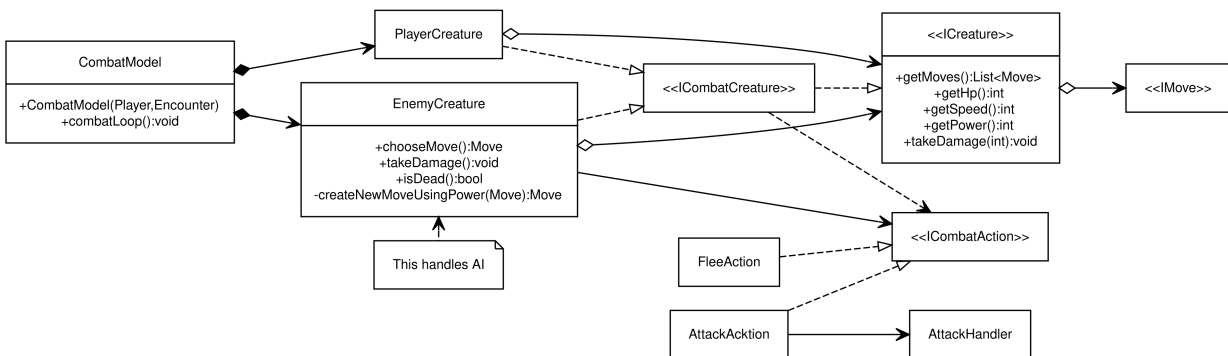 CombatModel
+CombatModel(Player,Encounter)
+combatLoop():void
PlayerCreature
EnemyCreature
+chooseMove():Move
+takeDamage():void
+isDead():bool
-createNewMoveUsingPower(Move):Move
This handles AI
<<ICombatCreature>>
<<ICreature>>
+getMoves():List<Move>
+getHp():int
+getSpeed():int
+getPower():int
+takeDamage(int):void
<<IMove>>
<<ICombatAction>>
FleeAction
AttackAcktion
AttackHandler